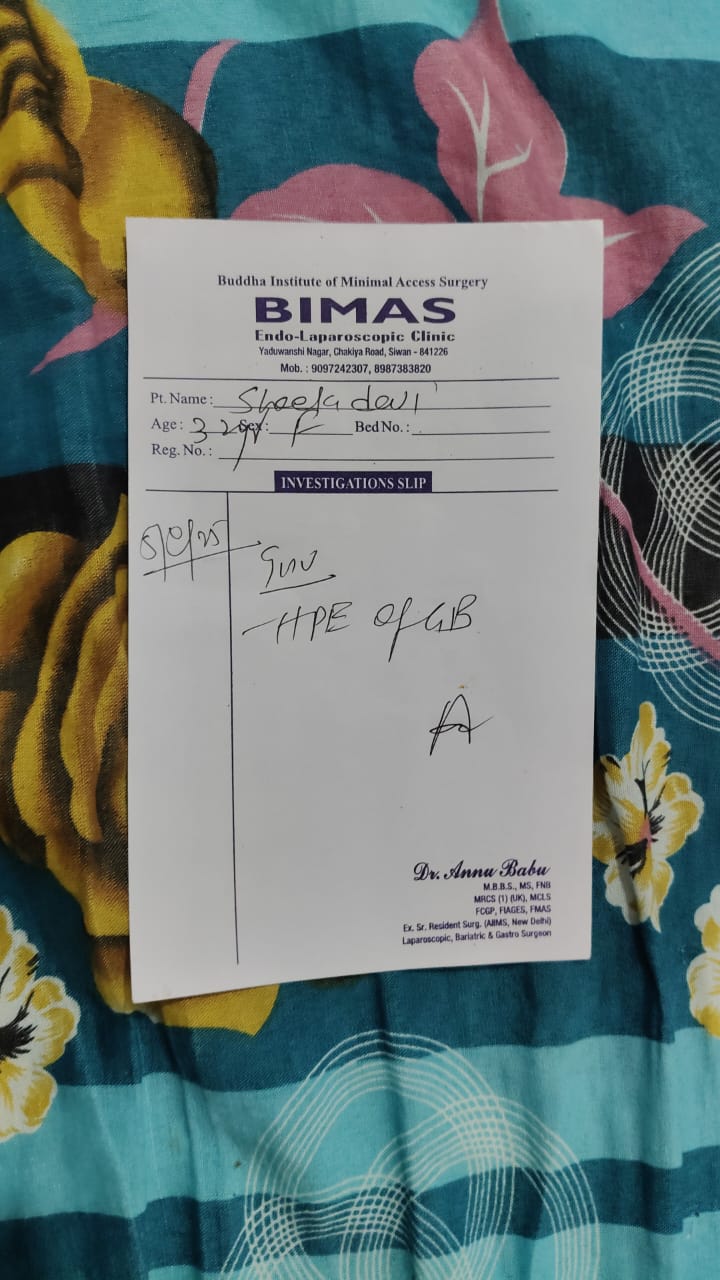 Buddha Institute of Minimal Access Surgery
BIMAS
Endo-Laparoscopic Clinic
Yaduwanshi Nagar, Chakiya Road, Siwan - 841226
Mob. : 9097242307, 8987383820
Pt. Name : Sheela devi
Age : 32yr Sex : F Bed No. :
Reg. No. :
INVESTIGATIONS SLIP
HPE of GB
Dr. Annu Babu
M.B.B.S., MS, FNB
MRCS (1) (UK), MCLS
FCGP, FIAGES, FMAS
Ex. Sr. Resident Surg. (AIIMS, New Delhi)
Laparoscopic, Bariatric & Gastro Surgeon